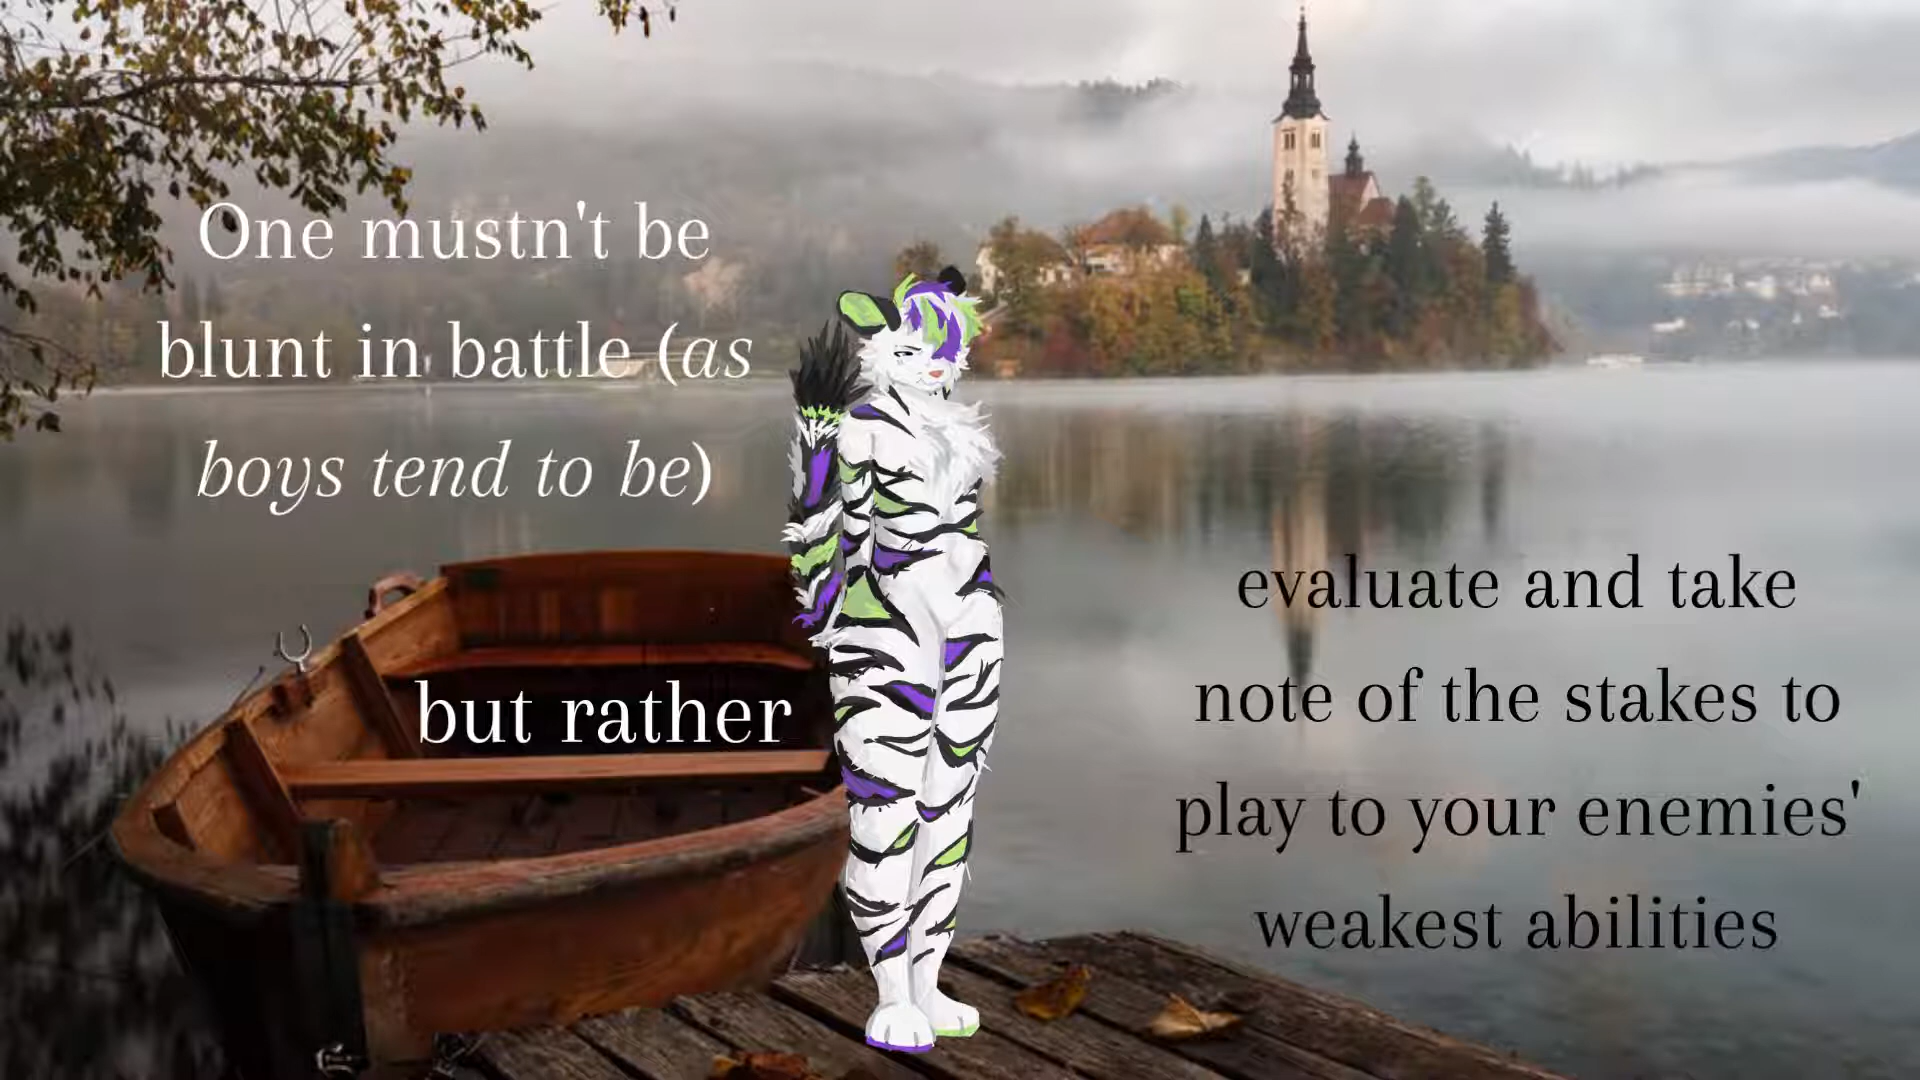 One mustn't be
blunt in battle (as
boys tend to be)
but rather
evaluate and take
note of the stakes to
play to your enemies'
weakest abilities